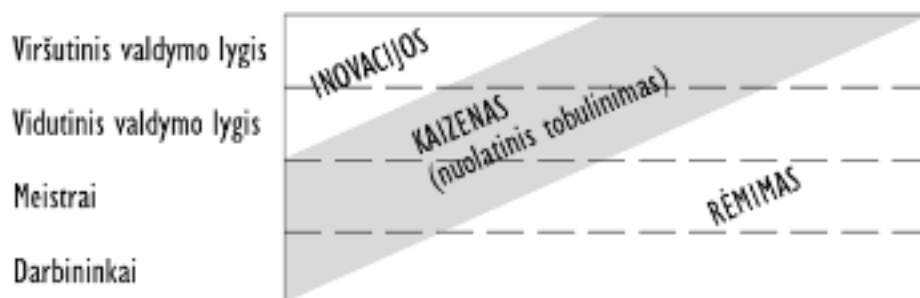 Viršutinis valdymo lygis
INOVACIJOS
Vidutinis valdymo lygis
KAIZENAS
(nuolatinis tobulinimas)
Meistrai
RĖMIMAS
Darbininkai